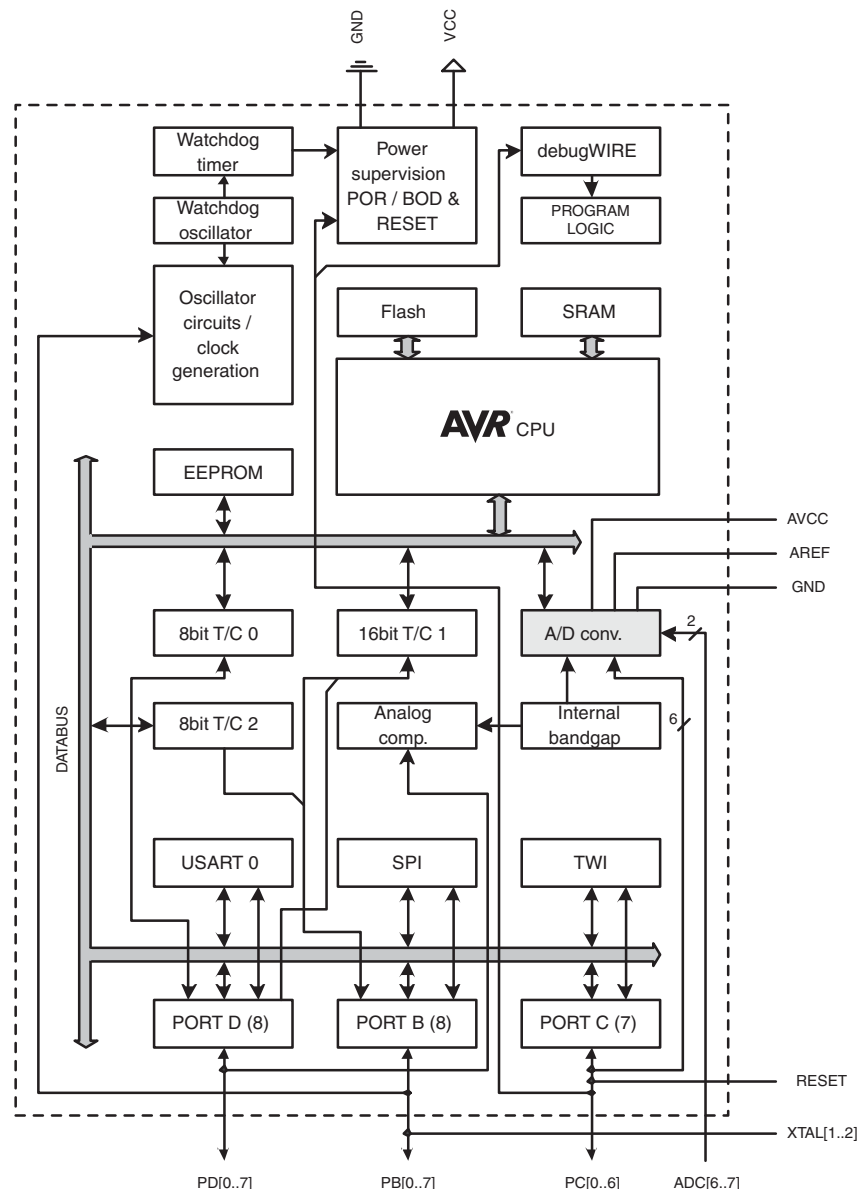 GND
VCC
Watchdog
timer
Power
supervision
POR / BOD &
RESET
debugWIRE
Watchdog
oscillator
PROGRAM
LOGIC
Oscillator
circuits /
clock
generation
Flash
SRAM
AVR CPU
EEPROM
AVCC
AREF
GND
8bit T/C 0
16bit T/C 1
A/D conv.
2
DATABUS
8bit T/C 2
Analog
comp.
Internal
bandgap
6
USART 0
SPI
TWI
PORT D (8)
PORT B (8)
PORT C (7)
RESET
XTAL[1..2]
PD[0..7]
PB[0..7]
PC[0..6]
ADC[6..7]